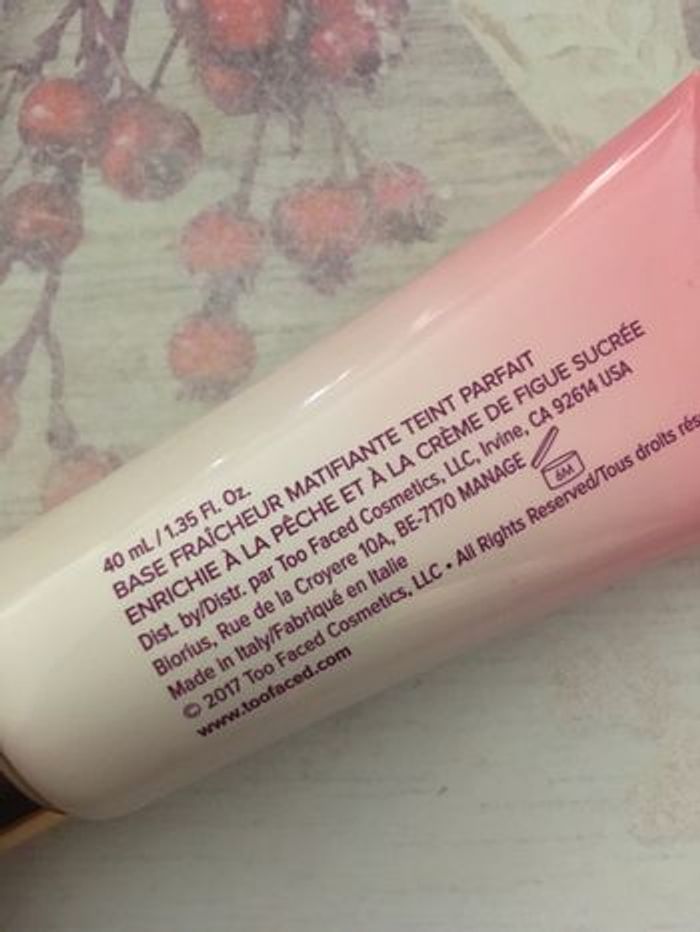 40 mL / 1.35 Fl. Oz.
BASE FRAÎCHEUR MATIFIANTE TEINT PARFAIT
ENRICHIE À LA PÊCHE ET À LA CRÈME DE FIGUE SUCRÉE
Dist. by/Distr. par Too Faced Cosmetics, LLC, Irvine, CA 92614 USA
Biorius, Rue de la Croyere 10A, BE-7170 MANAGE 6M
Made in Italy/Fabriqué en Italie
© 2017 Too Faced Cosmetics, LLC • All Rights Reserved/Tous droits rés
www.toofaced.com